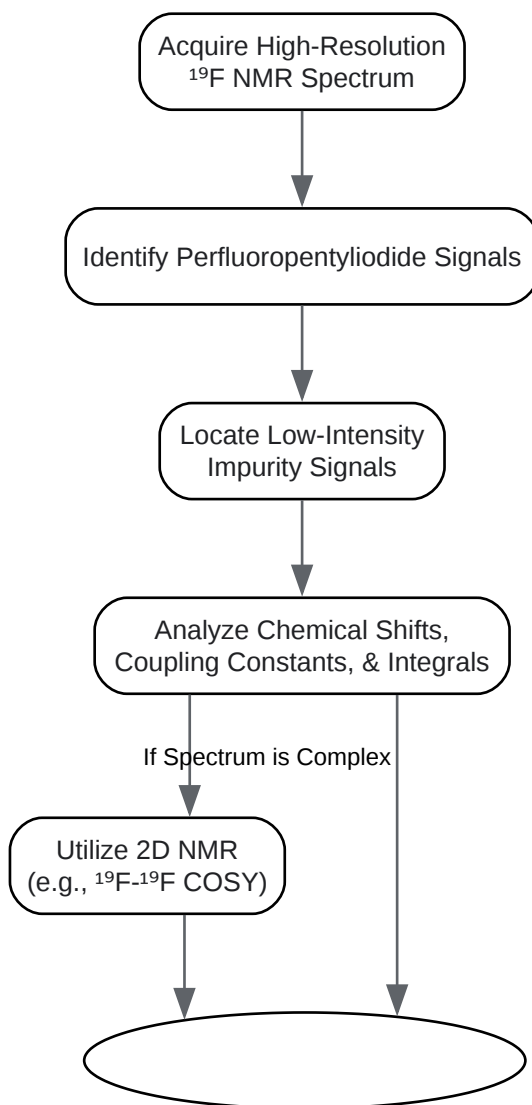 Acquire High-Resolution
¹⁹F NMR Spectrum
Identify Perfluoropentyliodide Signals
Locate Low-Intensity
Impurity Signals
Analyze Chemical Shifts,
Coupling Constants, & Integrals
If Spectrum is Complex
Utilize 2D NMR
(e.g., ¹⁹F-¹⁹F COSY)